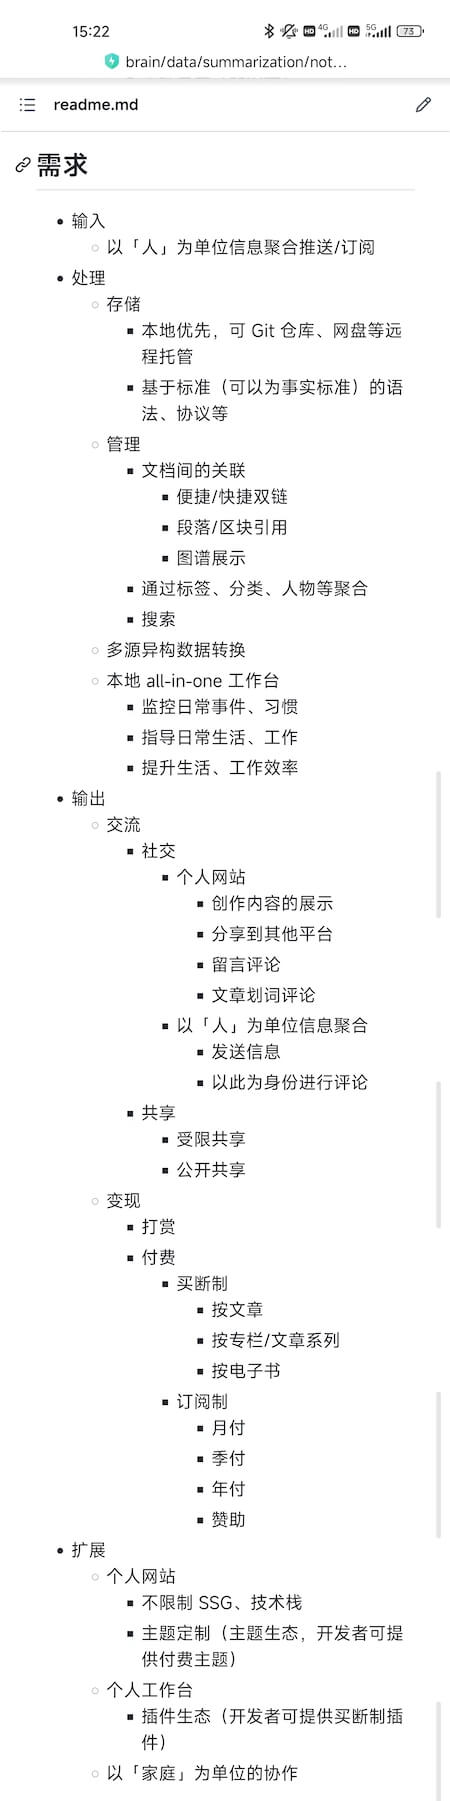 15:22
HD 4G HD 5G 73
brain/data/summarization/not...
readme.md
需求
输入
以「人」为单位信息聚合推送/订阅
处理
存储
本地优先，可 Git 仓库、网盘等远
程托管
基于标准（可以为事实标准）的语
法、协议等
管理
文档间的关联
便捷/快捷双链
段落/区块引用
图谱展示
通过标签、分类、人物等聚合
搜索
多源异构数据转换
本地 all-in-one 工作台
监控日常事件、习惯
指导日常生活、工作
提升生活、工作效率
输出
交流
社交
个人网站
创作内容的展示
分享到其他平台
留言评论
文章划词评论
以「人」为单位信息聚合
发送信息
以此为身份进行评论
共享
受限共享
公开共享
变现
打赏
付费
买断制
按文章
按专栏/文章系列
按电子书
订阅制
月付
季付
年付
赞助
扩展
个人网站
不限制 SSG、技术栈
主题定制（主题生态，开发者可提
供付费主题）
个人工作台
插件生态（开发者可提供买断制插
件）
以「家庭」为单位的协作